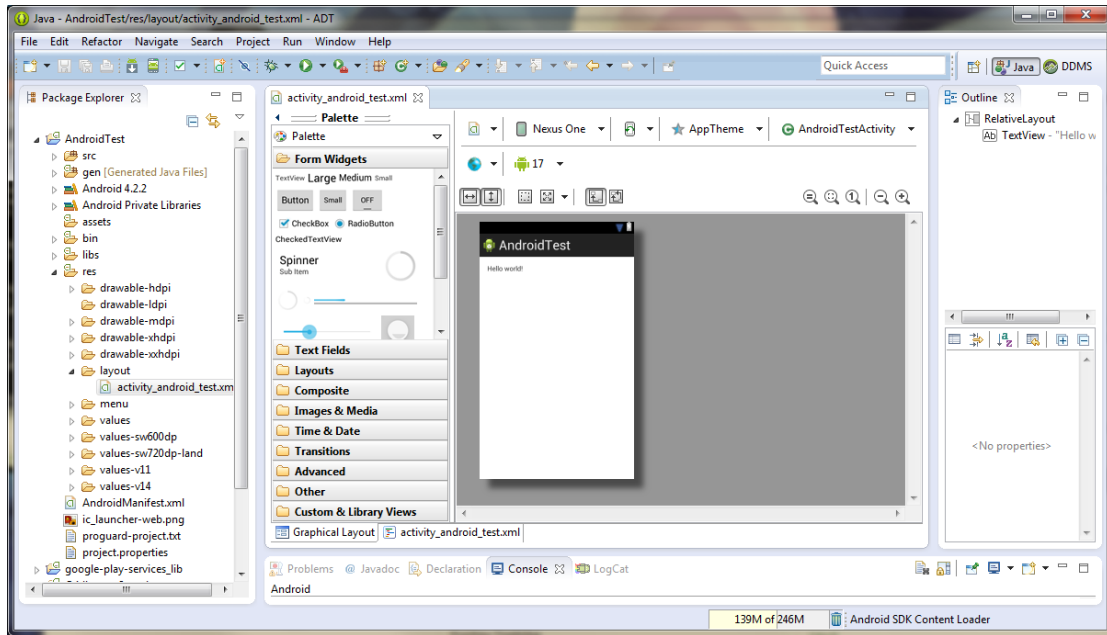 Java - AndroidTest/res/layout/activity_android_test.xml - ADT
File Edit Refactor Navigate Search Project Run Window Help
Quick Access
Java
DDMS
Package Explorer
AndroidTest
src
gen [Generated Java Files]
Android 4.2.2
Android Private Libraries
assets
bin
libs
res
drawable-hdpi
drawable-ldpi
drawable-mdpi
drawable-xhdpi
drawable-xxhdpi
layout
activity_android_test.xm
menu
values
values-sw600dp
values-sw720dp-land
values-v11
values-v14
AndroidManifest.xml
ic_launcher-web.png
proguard-project.txt
project.properties
google-play-services_lib
activity_android_test.xml
Palette
Palette
Form Widgets
TextView Large Medium Small
Button Small OFF
CheckBox RadioButton
CheckedTextView
Spinner
Sub Item
Text Fields
Layouts
Composite
Images & Media
Time & Date
Transitions
Advanced
Other
Custom & Library Views
Nexus One AppTheme AndroidTestActivity
17
AndroidTest
Hello world!
Graphical Layout activity_android_test.xml
Outline
RelativeLayout
Ab TextView - "Hello w
<No properties>
Problems @ Javadoc Declaration Console LogCat
Android
139M of 246M
Android SDK Content Loader